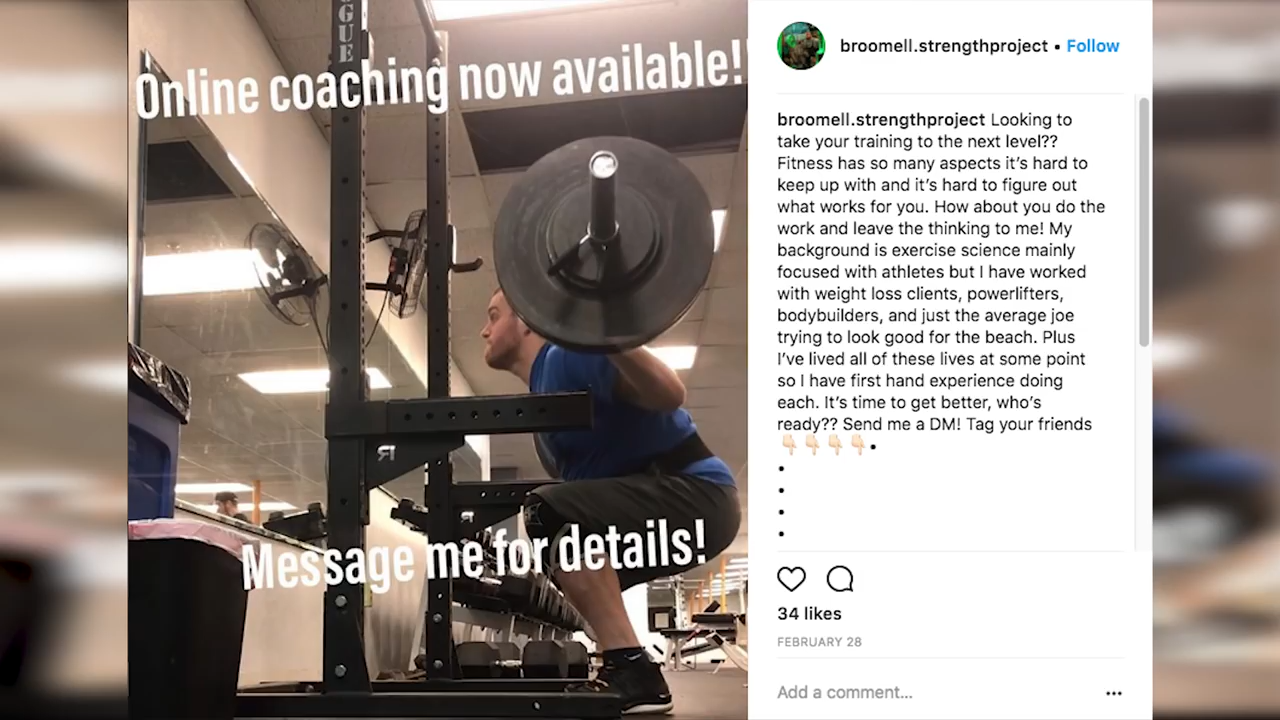 ROGUE
Online coaching now available!!
Message me for details!
broomell.strengthproject • Follow
broomell.strengthproject Looking to
take your training to the next level??
Fitness has so many aspects it's hard to
keep up with and it's hard to figure out
what works for you. How about you do the
work and leave the thinking to me! My
background is exercise science mainly
focused with athletes but I have worked
with weight loss clients, powerlifters,
bodybuilders, and just the average joe
trying to look good for the beach. Plus
I've lived all of these lives at some point
so I have first hand experience doing
each. It's time to get better, who's
ready?? Send me a DM! Tag your friends
👇🏻👇🏻👇🏻👇🏻•
•
•
•
•
34 likes
FEBRUARY 28
Add a comment...